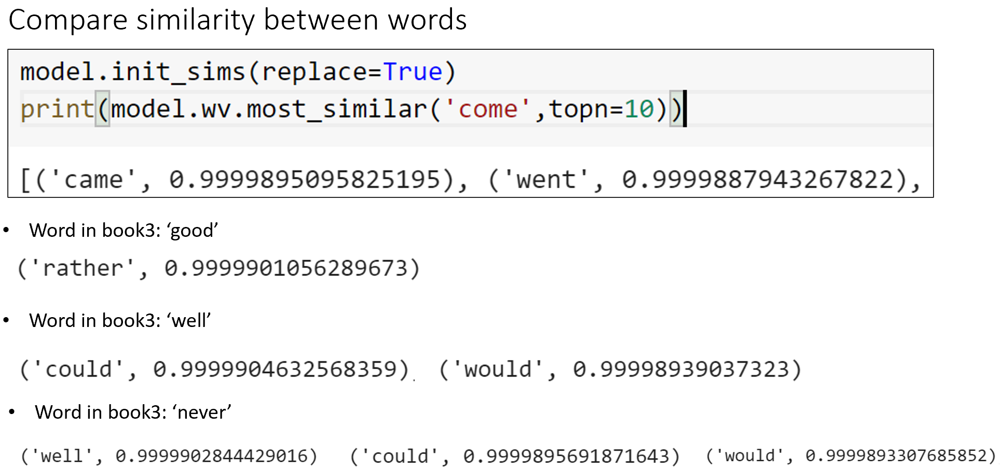 Compare similarity between words
model.init_sims(replace=True)
print(model.wv.most_similar('come',topn=10))
[('came', 0.9999895095825195), ('went', 0.9999887943267822),
• Word in book3: ‘good’
('rather', 0.9999901056289673)
• Word in book3: ‘well’
('could', 0.9999904632568359). ('would', 0.99998939037323)
• Word in book3: ‘never’
('well', 0.9999902844429016) ('could', 0.9999895691871643) ('would', 0.9999893307685852)